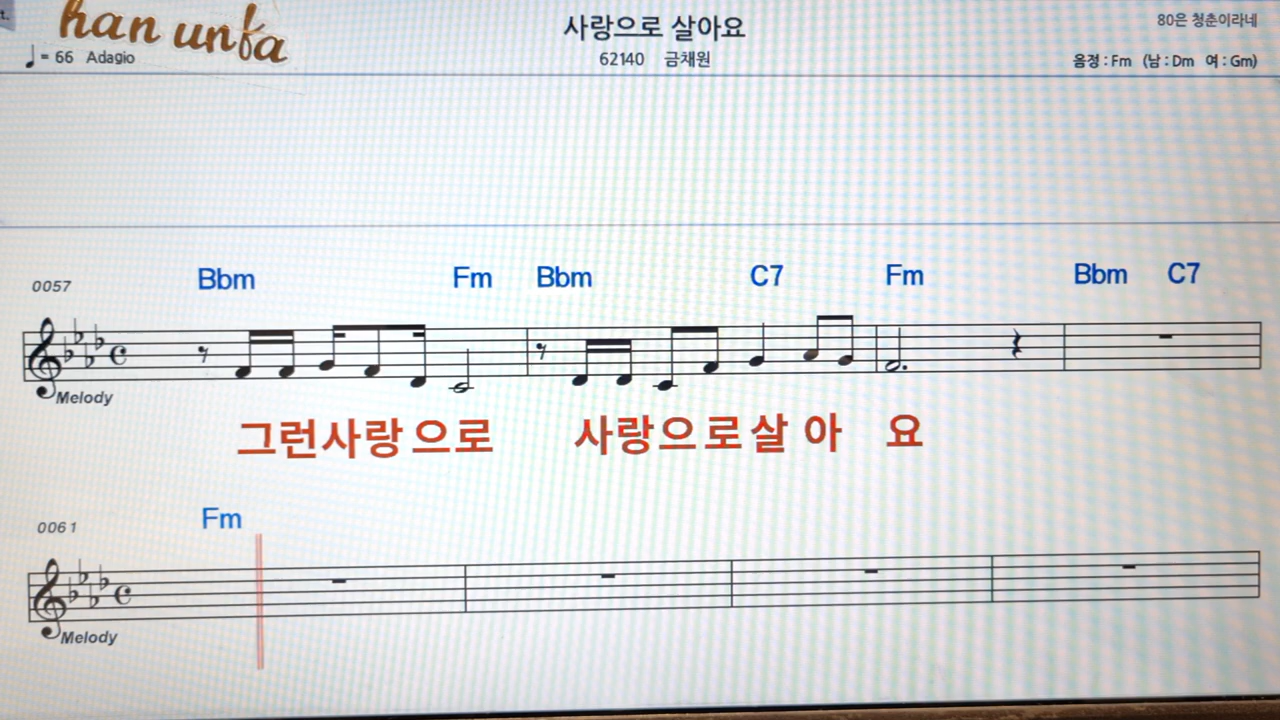 t.
han unfa
사랑으로 살아요
80은 청춘이라네
♩= 66 Adagio
62140 금채원
음정 : Fm (남 : Dm 여 : Gm)
Bbm Fm Bbm C7 Fm Bbm C7
0057
Melody
그런사랑으로 사랑으로살아요
Fm
0061
Melody